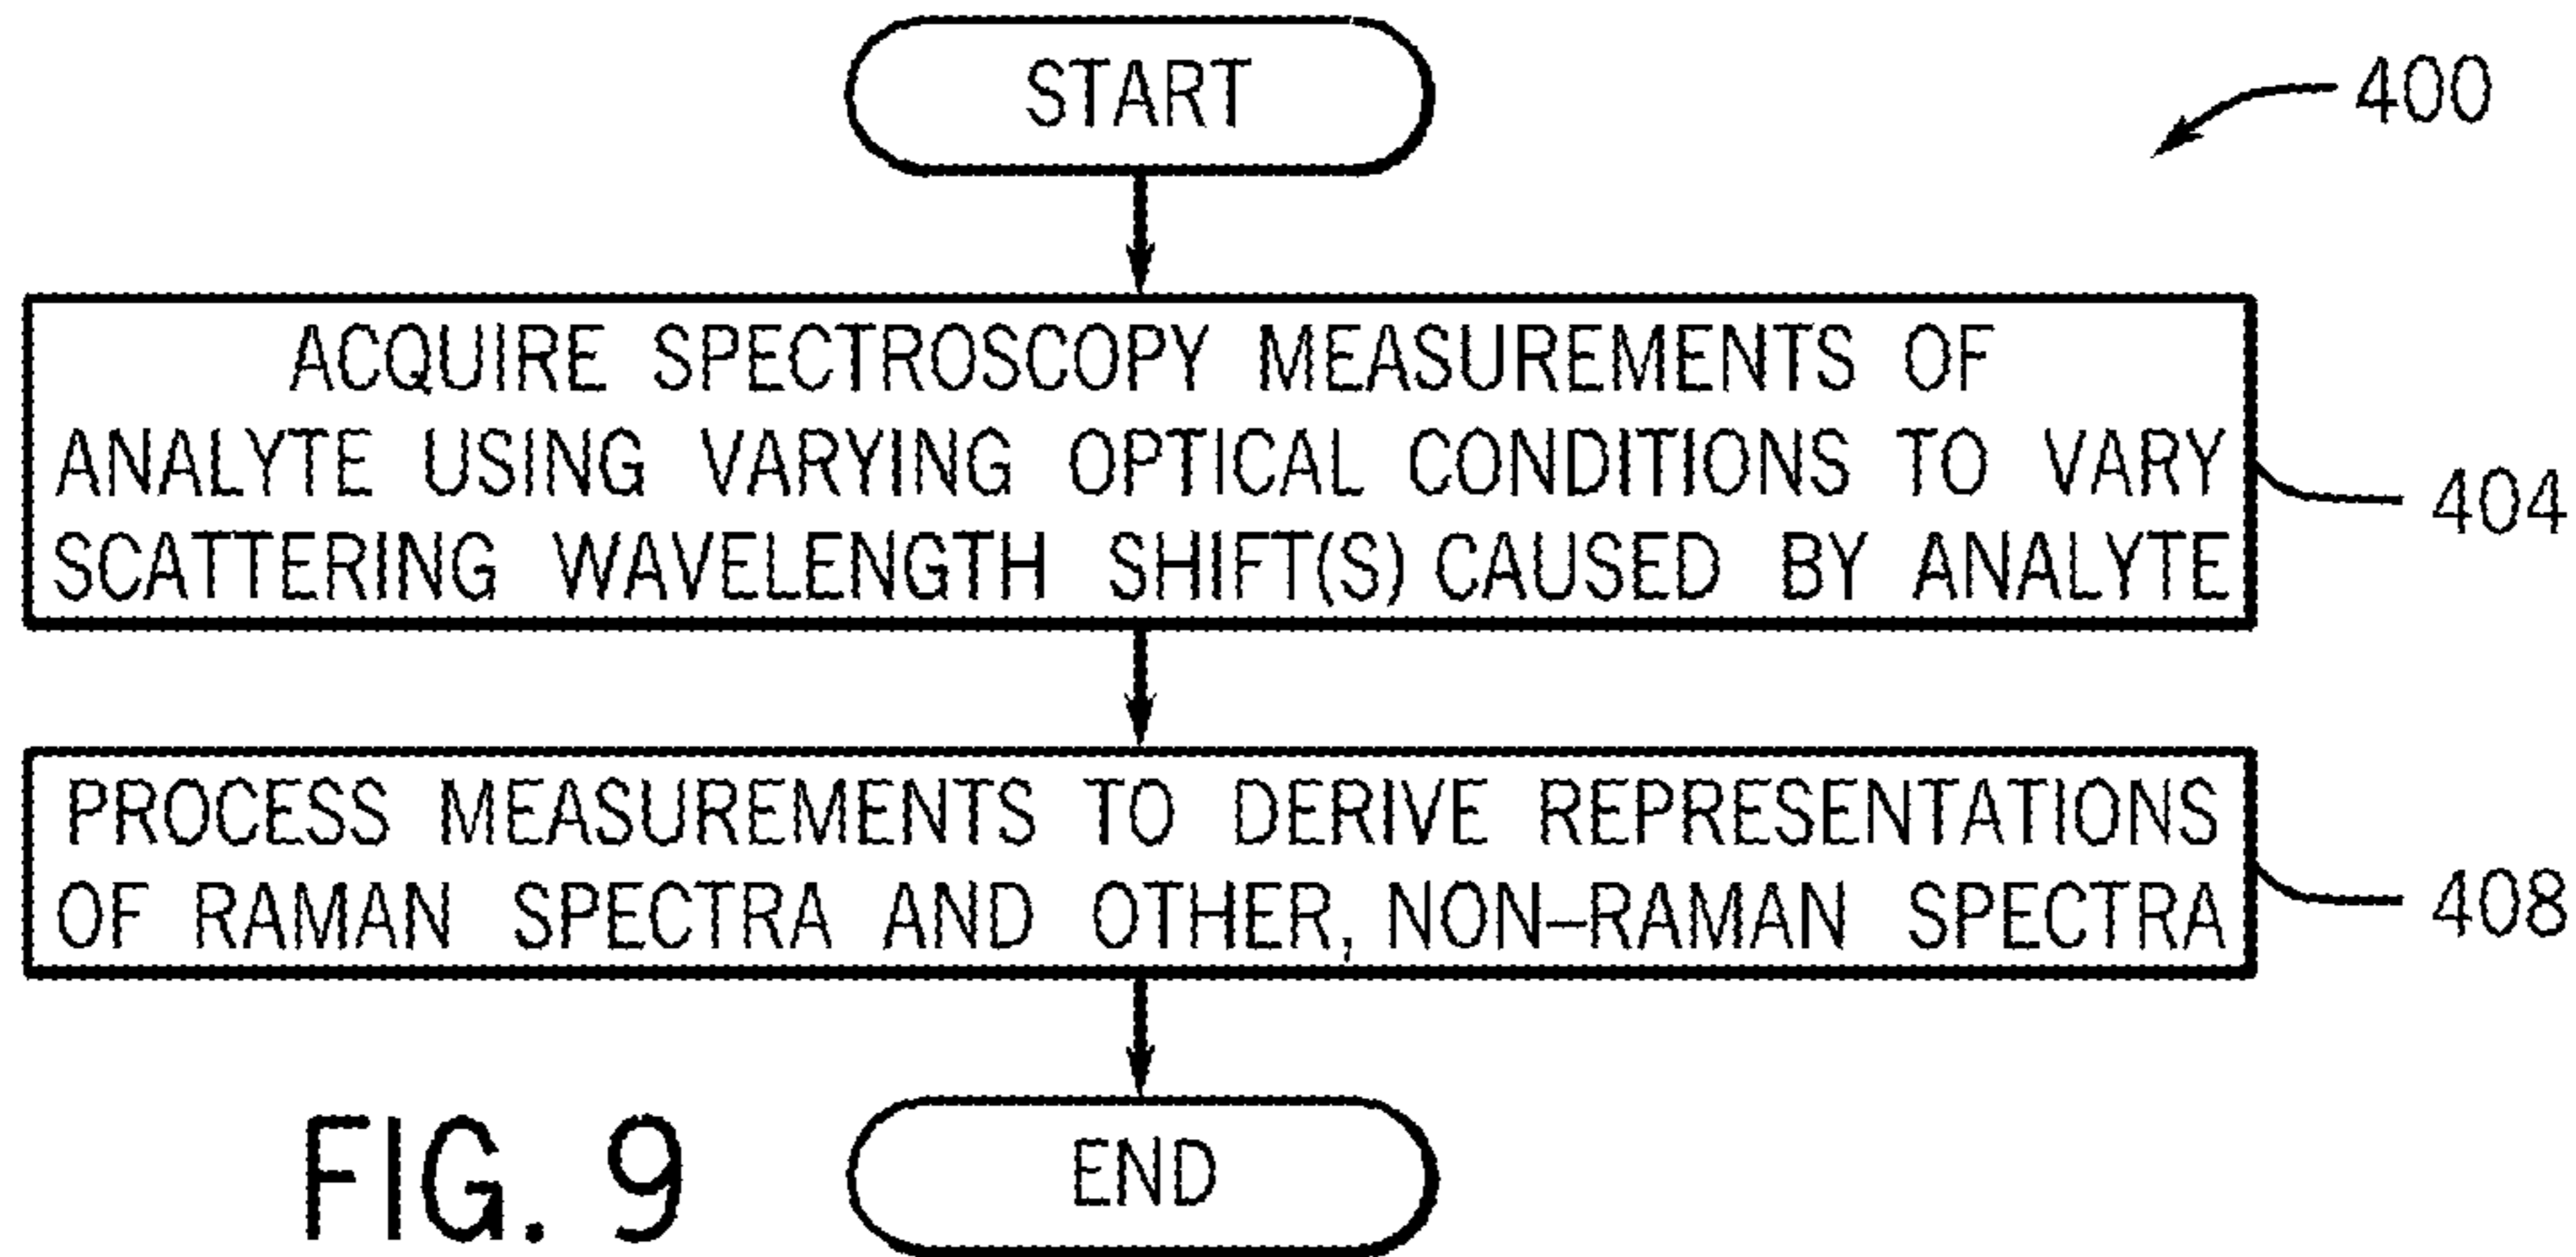 START
400
ACQUIRE SPECTROSCOPY MEASUREMENTS OF
ANALYTE USING VARYING OPTICAL CONDITIONS TO VARY
SCATTERING WAVELENGTH SHIFT(S) CAUSED BY ANALYTE
404
PROCESS MEASUREMENTS TO DERIVE REPRESENTATIONS
OF RAMAN SPECTRA AND OTHER, NON–RAMAN SPECTRA
408
END
FIG. 9